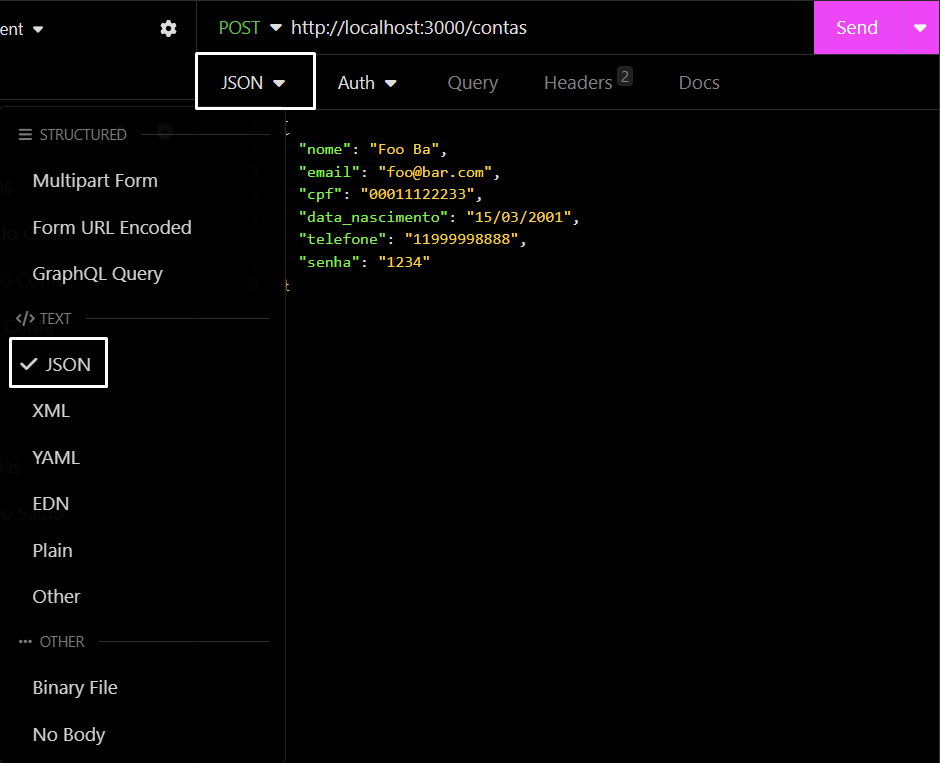 ent
POST http://localhost:3000/contas
Send
JSON Auth Query Headers 2 Docs
STRUCTURED
Multipart Form
Form URL Encoded
GraphQL Query
</> TEXT
JSON
XML
YAML
EDN
Plain
Other
OTHER
Binary File
No Body
{
"nome": "Foo Ba",
"email": "foo@bar.com",
"cpf": "00011122233",
"data_nascimento": "15/03/2001",
"telefone": "11999998888",
"senha": "1234"
}